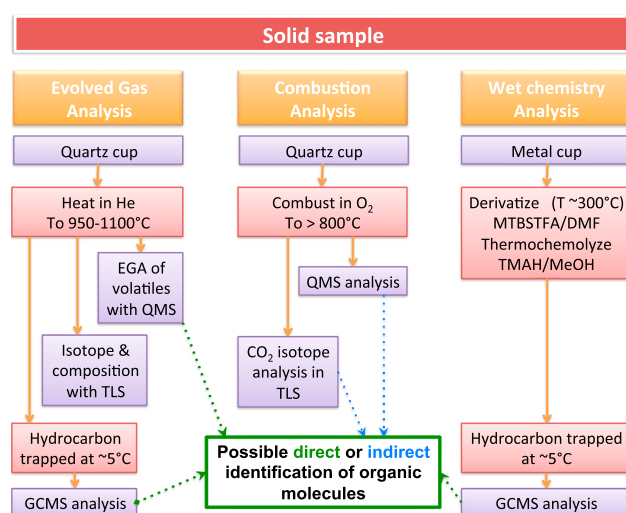 Solid sample
Evolved Gas
Analysis
Combustion
Analysis
Wet chemistry
Analysis
Quartz cup
Quartz cup
Metal cup
Heat in He
To 950-1100°C
Combust in O₂
To > 800°C
Derivatize (T ~300°C)
MTBSTFA/DMF
Thermochemolyze
TMAH/MeOH
EGA of
volatiles
with QMS
QMS analysis
Isotope &
composition
with TLS
CO₂ isotope
analysis in
TLS
Hydrocarbon
trapped at ~5°C
Possible direct or indirect
identification of organic
molecules
Hydrocarbon trapped
at ~5°C
GCMS analysis
GCMS analysis